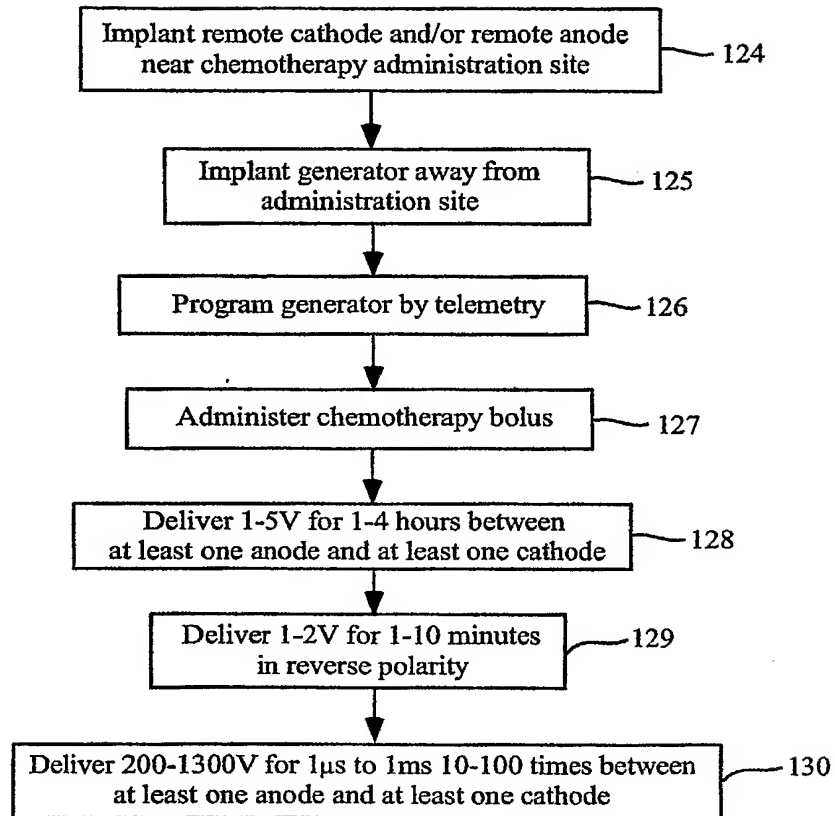 Implant remote cathode and/or remote anode
near chemotherapy administration site
124
Implant generator away from
administration site
125
Program generator by telemetry
126
Administer chemotherapy bolus
127
Deliver 1-5V for 1-4 hours between
at least one anode and at least one cathode
128
Deliver 1-2V for 1-10 minutes
in reverse polarity
129
Deliver 200-1300V for 1μs to 1ms 10-100 times between
at least one anode and at least one cathode
130